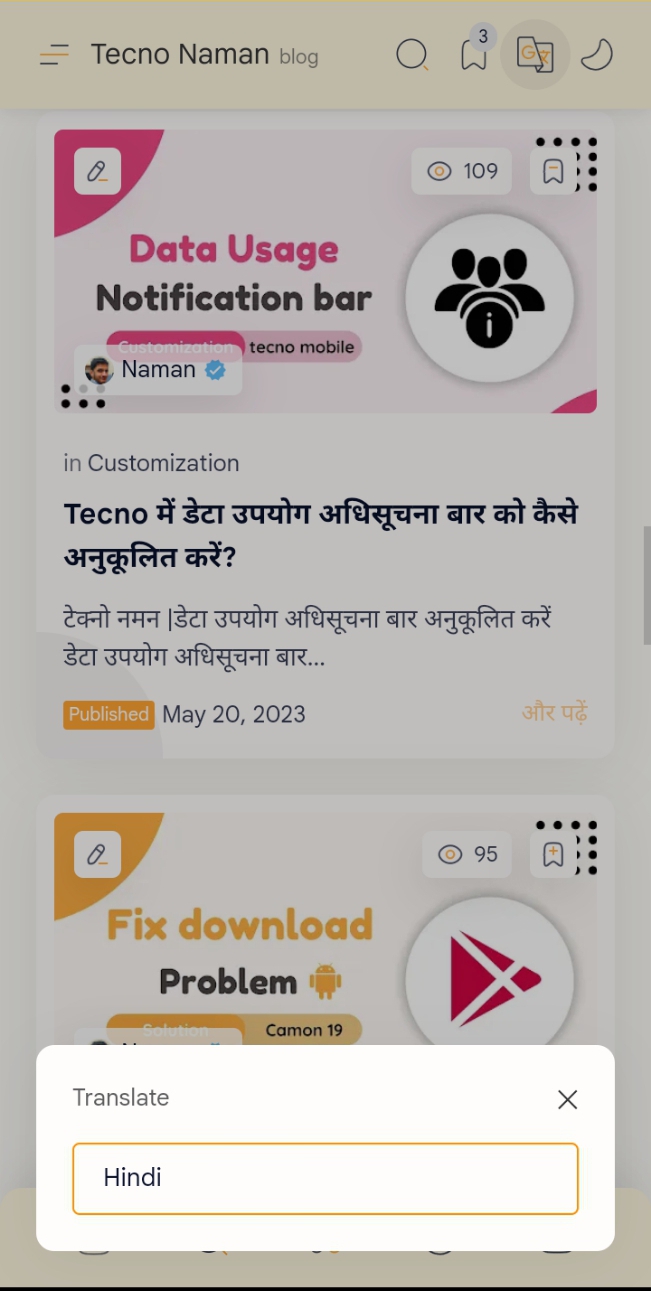 Tecno Naman blog
3
109
Data Usage
Notification bar
Customization tecno mobile
Naman
in Customization
Tecno में डेटा उपयोग अधिसूचना बार को कैसे
अनुकूलित करें?
टेक्नो नमन |डेटा उपयोग अधिसूचना बार अनुकूलित करें
डेटा उपयोग अधिसूचना बार...
Published May 20, 2023
और पढ़ें
95
Fix download
Problem
Solution Camon 19
Translate
Hindi